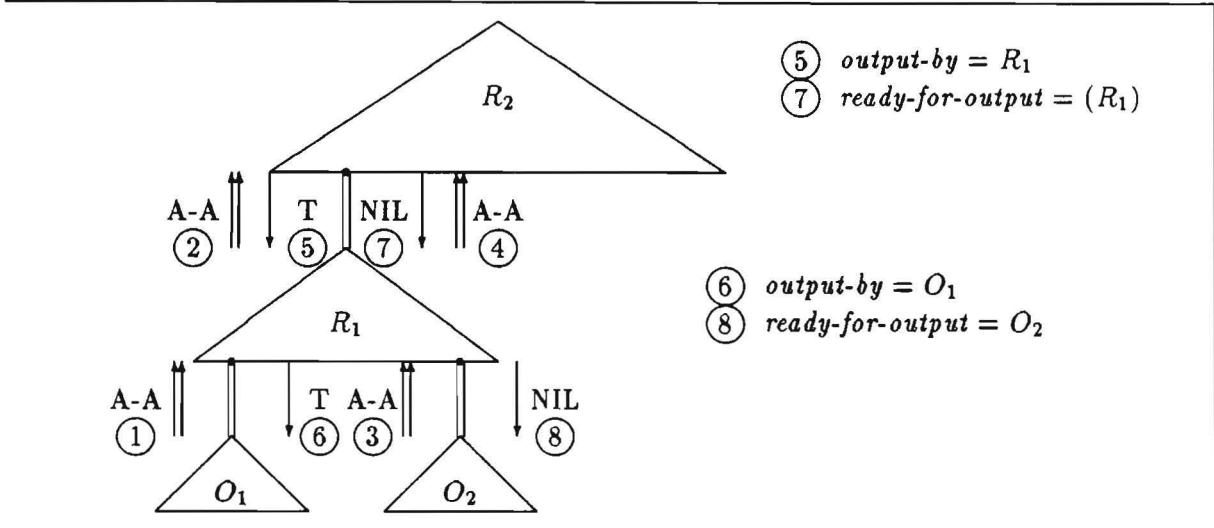 R₂
⑤ output-by = R₁
⑦ ready-for-output = (R₁)
A-A T NIL A-A
② ⑤ ⑦ ④
R₁
⑥ output-by = O₁
⑧ ready-for-output = O₂
A-A T A-A NIL
① ⑥ ③ ⑧
O₁ O₂